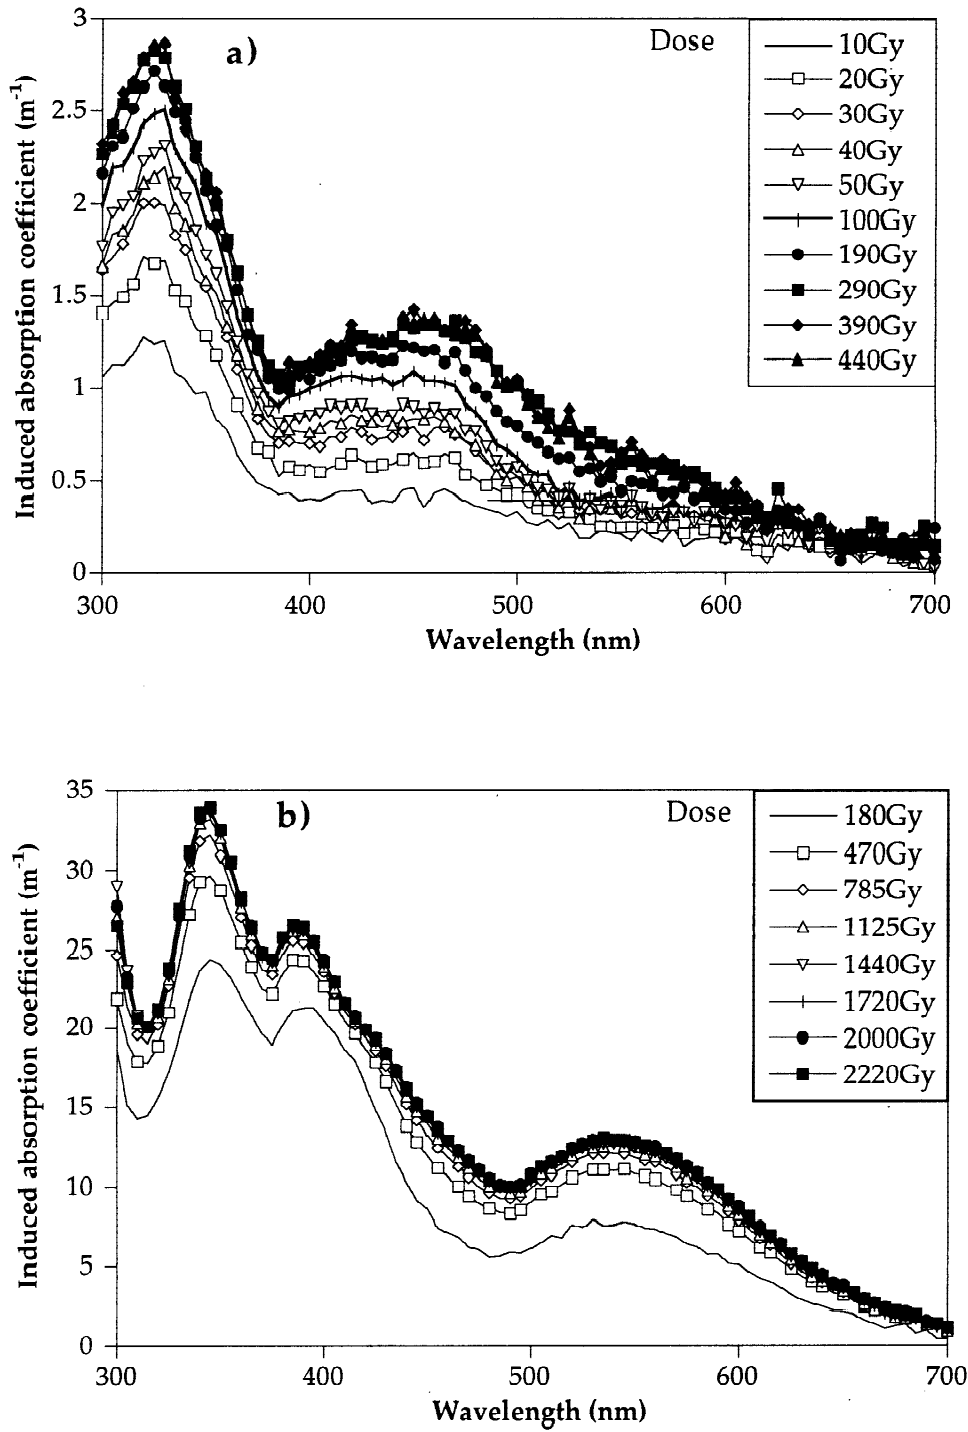 a)
Dose
10Gy
20Gy
30Gy
40Gy
50Gy
100Gy
190Gy
290Gy
390Gy
440Gy
3
2.5
2
1.5
1
0.5
0
Induced absorption coefficient (m⁻¹)
300 400 500 600 700
Wavelength (nm)
b)
Dose
180Gy
470Gy
785Gy
1125Gy
1440Gy
1720Gy
2000Gy
2220Gy
35
30
25
20
15
10
5
0
Induced absorption coefficient (m⁻¹)
300 400 500 600 700
Wavelength (nm)